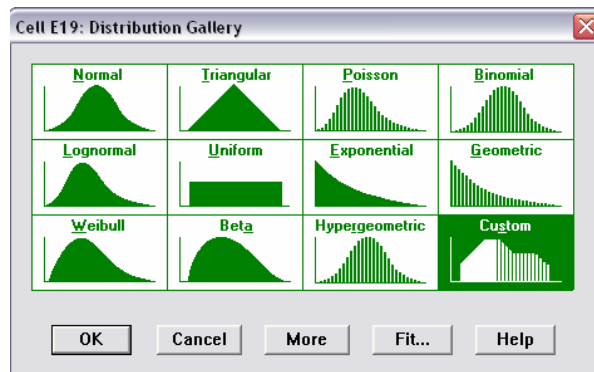 Cell E19: Distribution Gallery
Normal Triangular Poisson Binomial
Lognormal Uniform Exponential Geometric
Weibull Beta Hypergeometric Custom
OK Cancel More Fit... Help